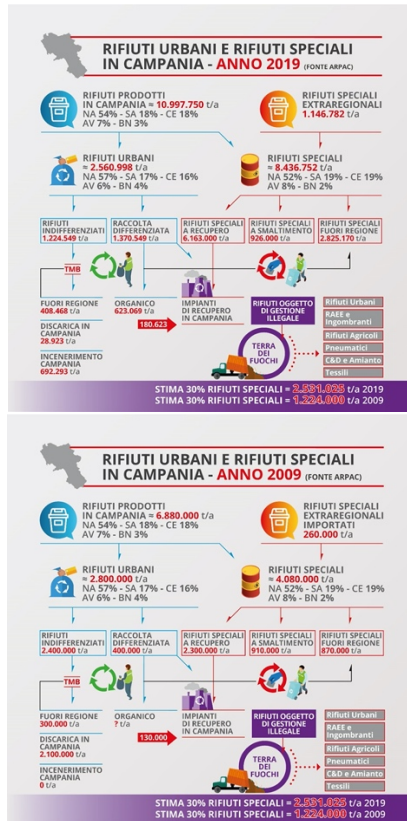 RIFIUTI URBANI E RIFIUTI SPECIALI
IN CAMPANIA - ANNO 2019 (FONTE ARPAC)
RIFIUTI PRODOTTI
IN CAMPANIA ≈ 10.997.750 t/a
NA 54% - SA 18% - CE 18%
AV 7% - BN 3%
RIFIUTI SPECIALI
EXTRAREGIONALI
1.146.782 t/a
RIFIUTI URBANI
≈ 2.560.998 t/a
NA 57% - SA 17% - CE 16%
AV 6% - BN 4%
RIFIUTI SPECIALI
≈ 8.436.752 t/a
NA 52% - SA 19% - CE 19%
AV 8% - BN 2%
RIFIUTI
INDIFFERENZIATI
1.224.549 t/a
RACCOLTA
DIFFERENZIATA
1.370.549 t/a
RIFIUTI SPECIALI
A RECUPERO
6.163.000 t/a
RIFIUTI SPECIALI
A SMALTIMENTO
926.000 t/a
RIFIUTI SPECIALI
FUORI REGIONE
2.825.170 t/a
TMB
FUORI REGIONE
408.468 t/a
DISCARICA IN
CAMPANIA
28.923 t/a
INCENERIMENTO
CAMPANIA
692.293 t/a
ORGANICO
623.069 t/a
180.623
IMPIANTI
DI RECUPERO
IN CAMPANIA
RIFIUTI OGGETTO
DI GESTIONE
ILLEGALE
TERRA
DEI
FUOCHI
Rifiuti Urbani
RAEE e
Ingombranti
Rifiuti Agricoli
Pneumatici
C&D e Amianto
Tessili
STIMA 30% RIFIUTI SPECIALI = 2.531.025 t/a 2019
STIMA 30% RIFIUTI SPECIALI = 1.224.000 t/a 2009
RIFIUTI URBANI E RIFIUTI SPECIALI
IN CAMPANIA - ANNO 2009 (FONTE ARPAC)
RIFIUTI PRODOTTI
IN CAMPANIA ≈ 6.880.000 t/a
NA 54% - SA 18% - CE 18%
AV 7% - BN 3%
RIFIUTI SPECIALI
EXTRAREGIONALI
IMPORTATI
260.000 t/a
RIFIUTI URBANI
≈ 2.800.000 t/a
NA 57% - SA 17% - CE 16%
AV 6% - BN 4%
RIFIUTI SPECIALI
≈ 4.080.000 t/a
NA 52% - SA 19% - CE 19%
AV 8% - BN 2%
RIFIUTI
INDIFFERENZIATI
2.400.000 t/a
RACCOLTA
DIFFERENZIATA
400.000 t/a
RIFIUTI SPECIALI
A RECUPERO
2.300.000 t/a
RIFIUTI SPECIALI
A SMALTIMENTO
910.000 t/a
RIFIUTI SPECIALI
FUORI REGIONE
870.000 t/a
TMB
FUORI REGIONE
300.000 t/a
DISCARICA IN
CAMPANIA
2.100.000 t/a
INCENERIMENTO
CAMPANIA
0 t/a
ORGANICO
? t/a
130.000
IMPIANTI
DI RECUPERO
IN CAMPANIA
RIFIUTI OGGETTO
DI GESTIONE
ILLEGALE
TERRA
DEI
FUOCHI
Rifiuti Urbani
RAEE e
Ingombranti
Rifiuti Agricoli
Pneumatici
C&D e Amianto
Tessili
STIMA 30% RIFIUTI SPECIALI = 2.531.025 t/a 2019
STIMA 30% RIFIUTI SPECIALI = 1.224.000 t/a 2009